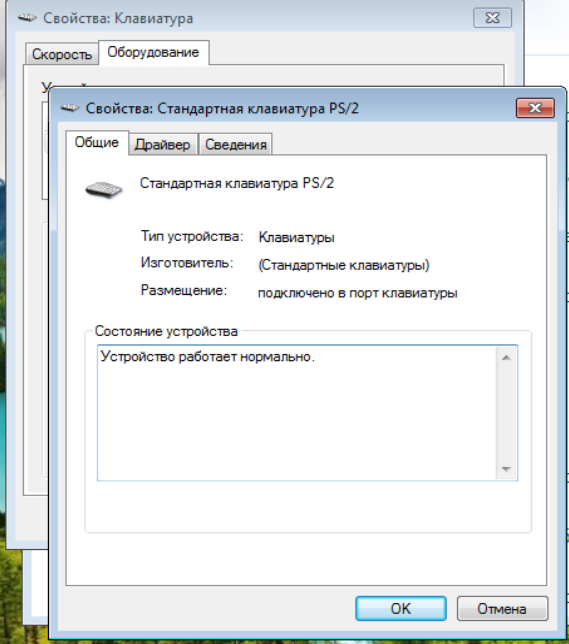 Свойства: Клавиатура
Скорость Оборудование
Свойства: Стандартная клавиатура PS/2
Общие Драйвер Сведения
Стандартная клавиатура PS/2
Тип устройства: Клавиатуры
Изготовитель: (Стандартные клавиатуры)
Размещение: подключено в порт клавиатуры
Состояние устройства
Устройство работает нормально.
OK Отмена